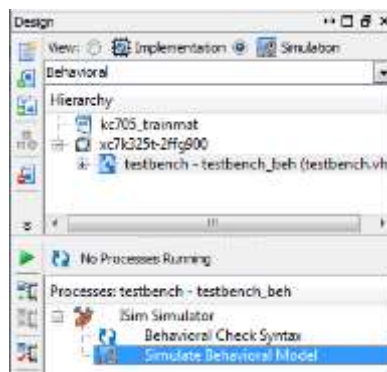 Design
View: Implementation Simulation
Behavioral
Hierarchy
kc705_trainmat
xc7k325t-2ffg900
testbench - testbench_beh (testbench.vh
No Processes Running
Processes: testbench - testbench_beh
ISim Simulator
Behavioral Check Syntax
Simulate Behavioral Model